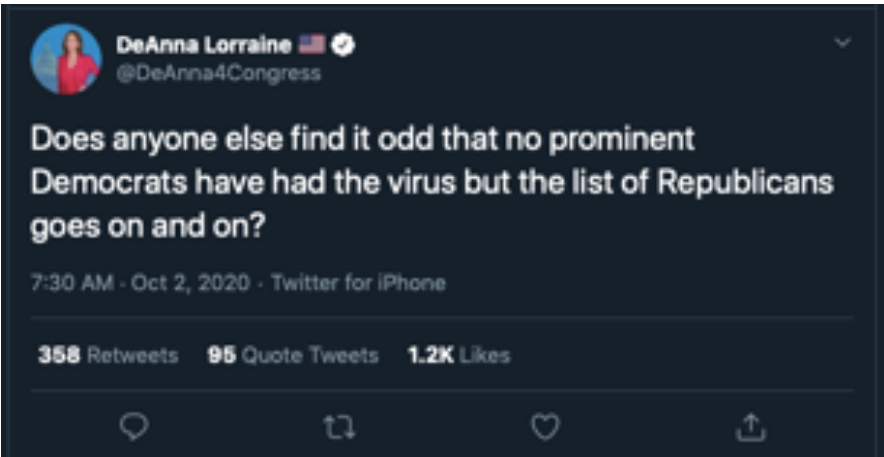 DeAnna Lorraine 🇺🇸
@DeAnna4Congress
Does anyone else find it odd that no prominent
Democrats have had the virus but the list of Republicans
goes on and on?
7:30 AM · Oct 2, 2020 · Twitter for iPhone
358 Retweets 95 Quote Tweets 1.2K Likes